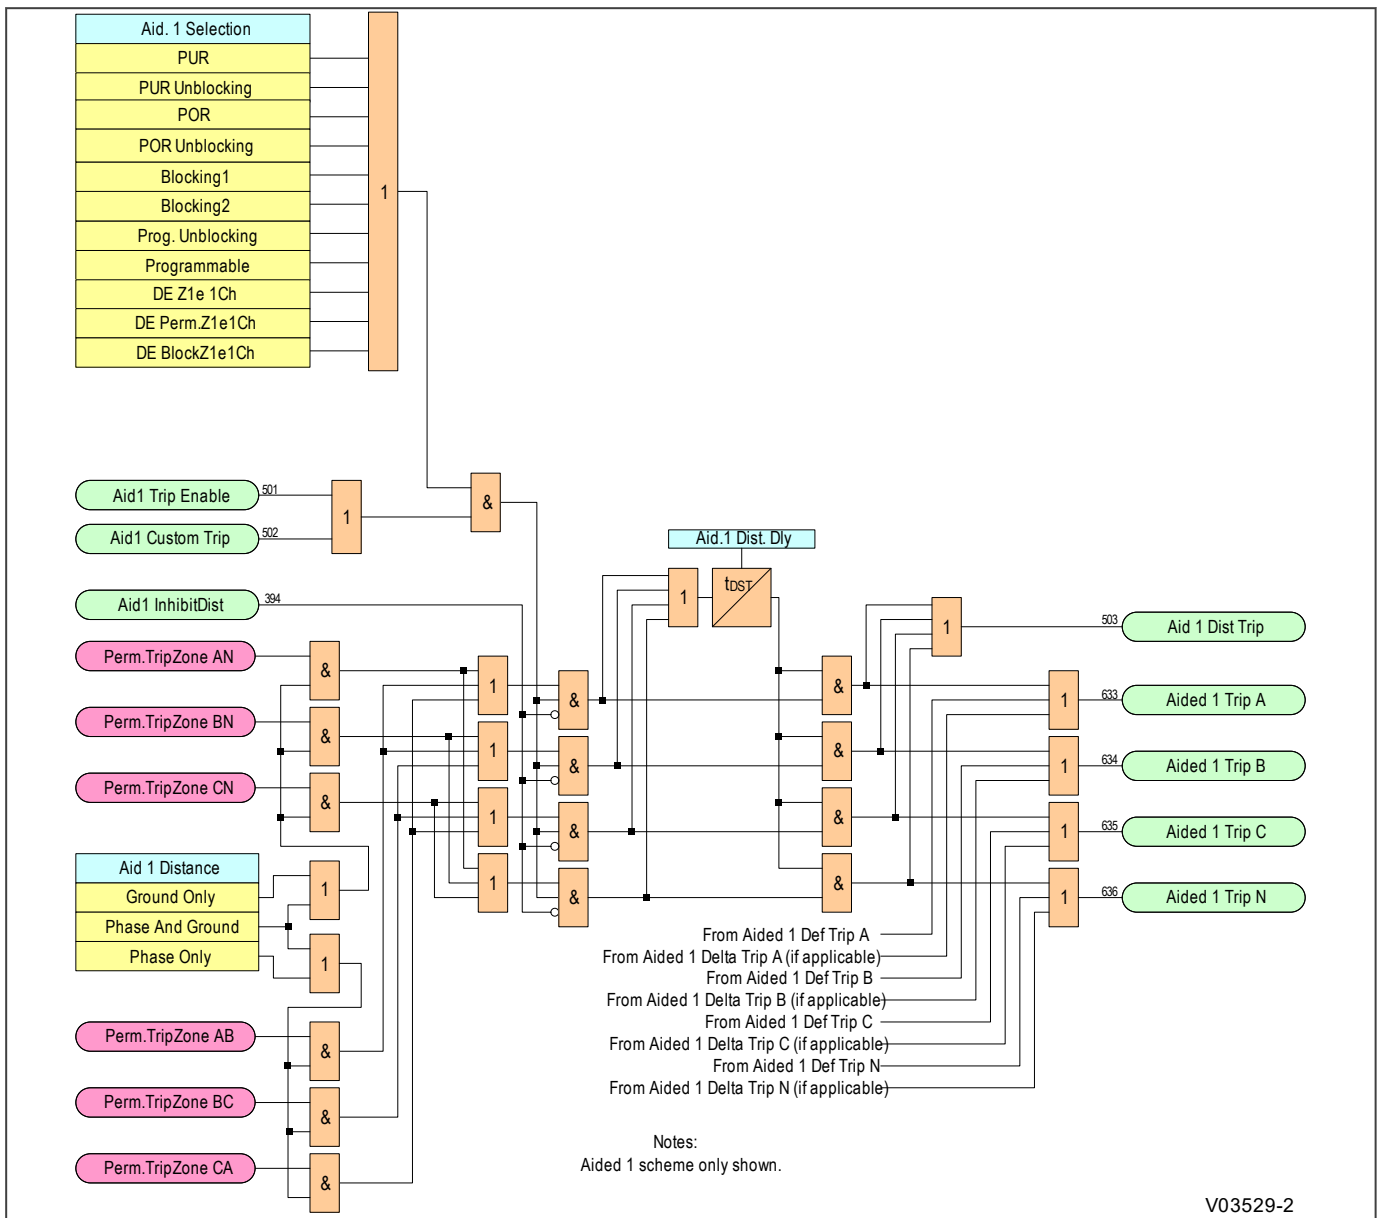 Aid. 1 Selection
PUR
PUR Unblocking
POR
POR Unblocking
Blocking1
Blocking2
Prog. Unblocking
Programmable
DE Z1e 1Ch
DE Perm.Z1e1Ch
DE BlockZ1e1Ch
1
Aid1 Trip Enable
501
Aid1 Custom Trip
502
1
&
Aid1 InhibitDist
394
Aid.1 Dist. Dly
1
tDST
1
503
Aid 1 Dist Trip
Perm.TripZone AN
&
1
&
&
1
633
Aided 1 Trip A
Perm.TripZone BN
&
1
&
&
1
634
Aided 1 Trip B
Perm.TripZone CN
&
1
&
&
1
635
Aided 1 Trip C
Aid 1 Distance
Ground Only
Phase And Ground
Phase Only
1
1
1
&
&
1
636
Aided 1 Trip N
From Aided 1 Def Trip A
From Aided 1 Delta Trip A (if applicable)
From Aided 1 Def Trip B
From Aided 1 Delta Trip B (if applicable)
From Aided 1 Def Trip C
From Aided 1 Delta Trip C (if applicable)
From Aided 1 Def Trip N
From Aided 1 Delta Trip N (if applicable)
Perm.TripZone AB
&
Perm.TripZone BC
&
Perm.TripZone CA
&
Notes:
Aided 1 scheme only shown.
V03529-2